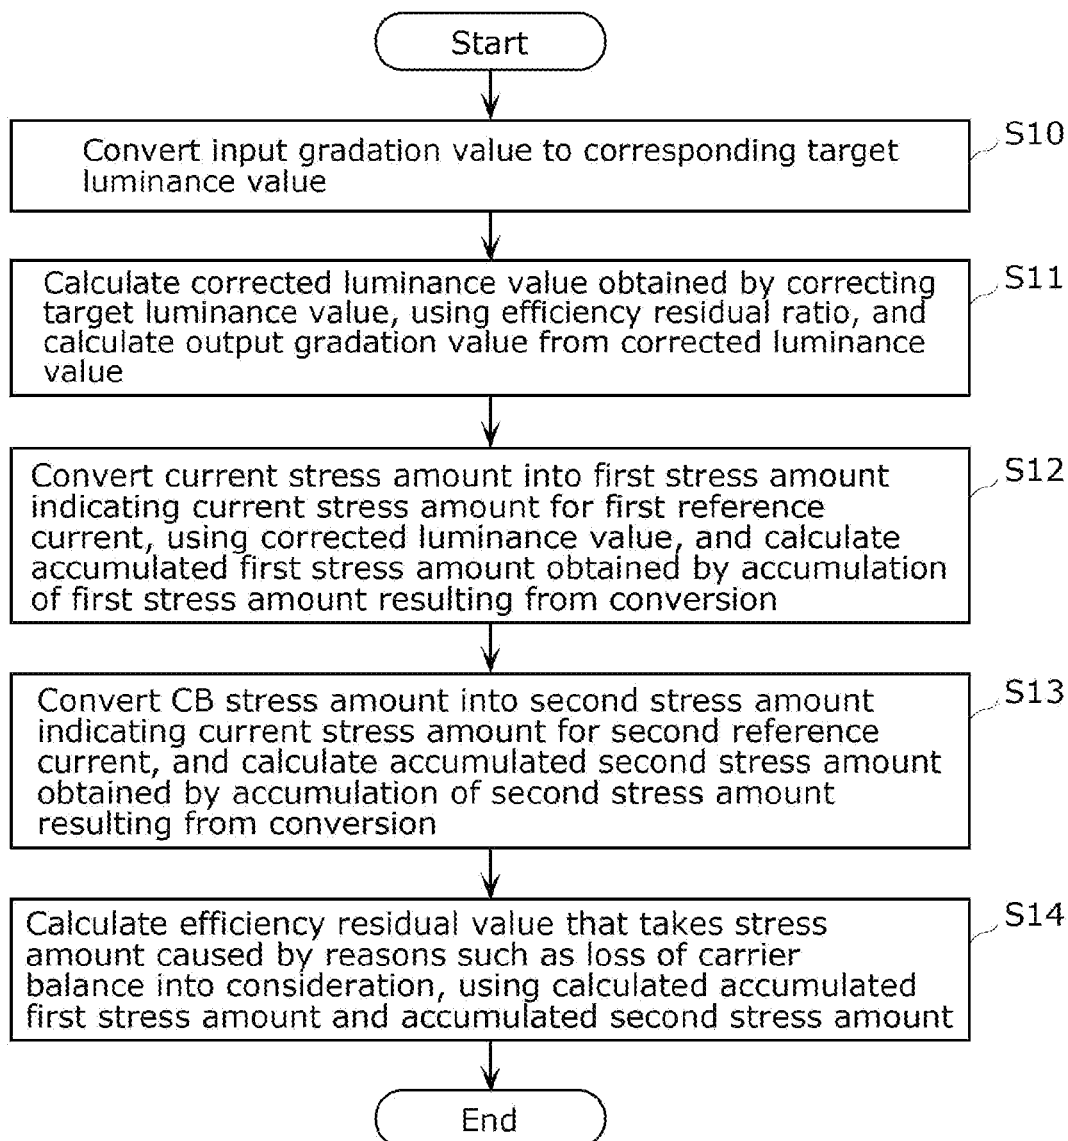 Start
S10
Convert input gradation value to corresponding target
luminance value
S11
Calculate corrected luminance value obtained by correcting
target luminance value, using efficiency residual ratio, and
calculate output gradation value from corrected luminance
value
S12
Convert current stress amount into first stress amount
indicating current stress amount for first reference
current, using corrected luminance value, and calculate
accumulated first stress amount obtained by accumulation
of first stress amount resulting from conversion
S13
Convert CB stress amount into second stress amount
indicating current stress amount for second reference
current, and calculate accumulated second stress amount
obtained by accumulation of second stress amount
resulting from conversion
S14
Calculate efficiency residual value that takes stress
amount caused by reasons such as loss of carrier
balance into consideration, using calculated accumulated
first stress amount and accumulated second stress amount
End